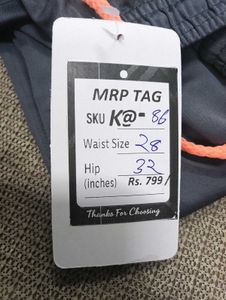 MRP TAG
SKU K@-86
Waist Size 28
Hip 32
(inches) Rs. 799/
Thanks For Choosing